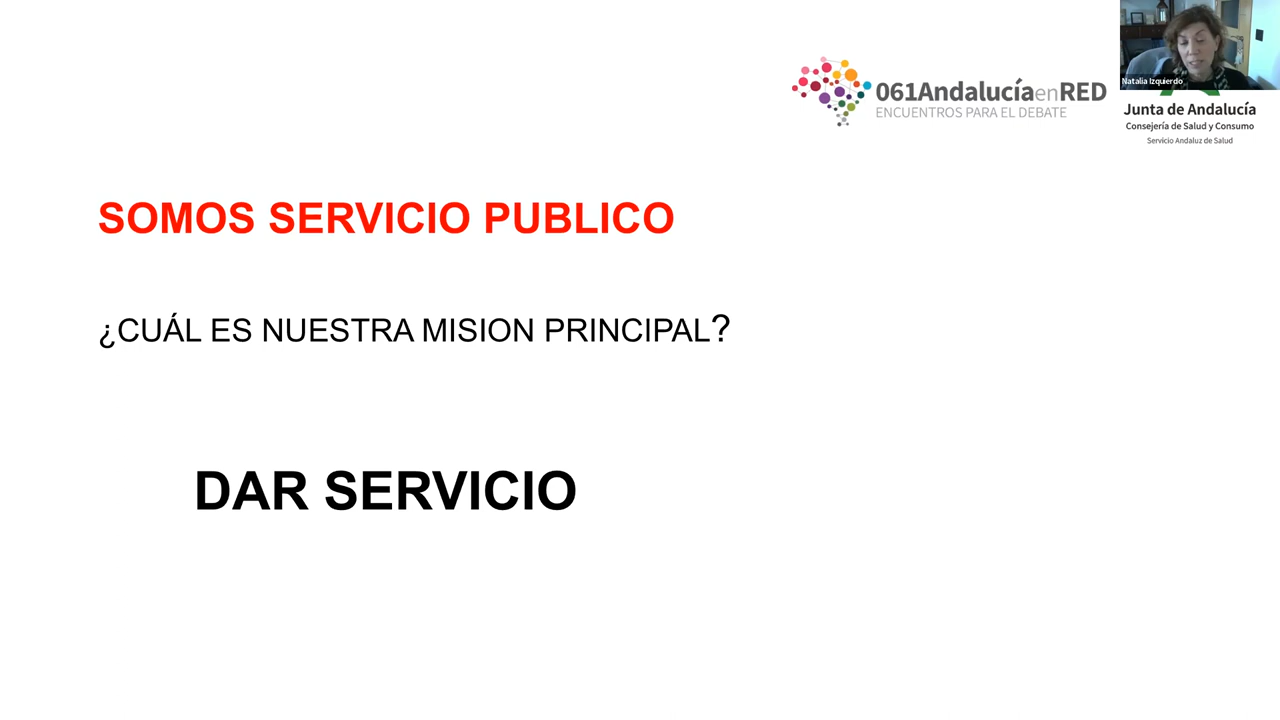 061AndalucíaenRED
ENCUENTROS PARA EL DEBATE
Natalia Izquierdo
Junta de Andalucía
Consejería de Salud y Consumo
Servicio Andaluz de Salud
SOMOS SERVICIO PUBLICO
¿CUÁL ES NUESTRA MISION PRINCIPAL?
DAR SERVICIO